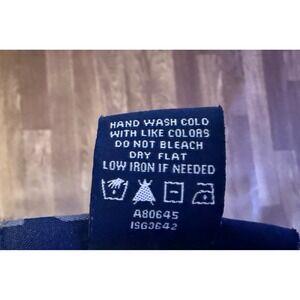 HAND WASH COLD
WITH LIKE COLORS
DO NOT BLEACH
DRY FLAT
LOW IRON IF NEEDED
A80645
ISG3642